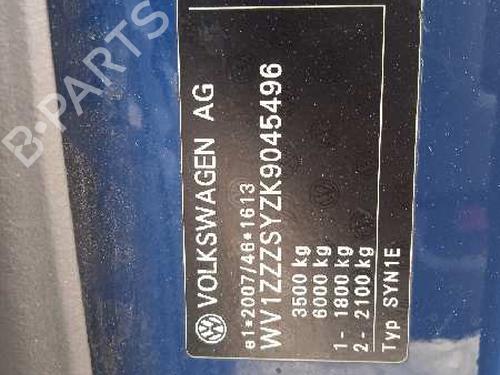 VOLKSWAGEN AG
e1*2007/46*1613
WV1ZZZSYZK9045496
3500 kg
6000 kg
1- 1800 kg
2- 2100 kg
Typ SYN1E